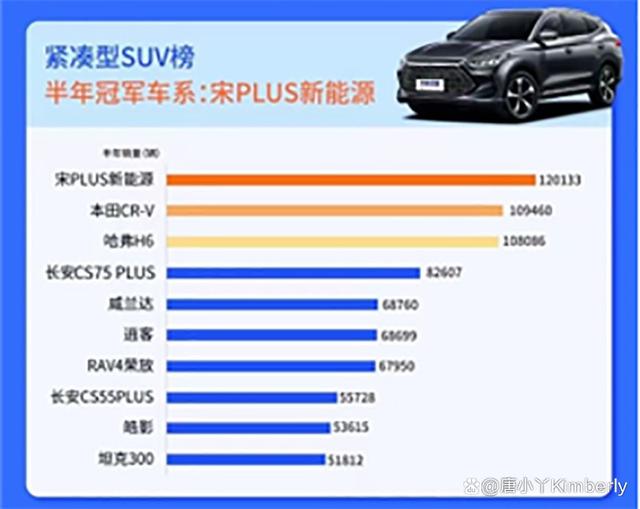 紧凑型SUV榜
半年冠军车系:宋PLUS新能源
半年销量(辆)
宋PLUS新能源 120133
本田CR-V 109460
哈弗H6 108086
长安CS75 PLUS 82607
威兰达 68760
逍客 68699
RAV4荣放 67950
长安CS55PLUS 55728
皓影 53615
坦克300 51812
@唐小丫Kimberly